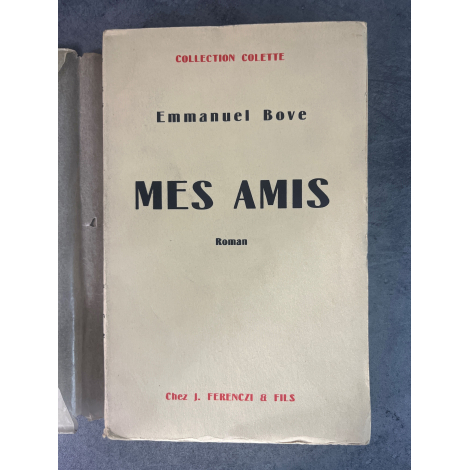 COLLECTION COLETTE
Emmanuel Bove
MES AMIS
Roman
Chez J. FERENCZI & FILS